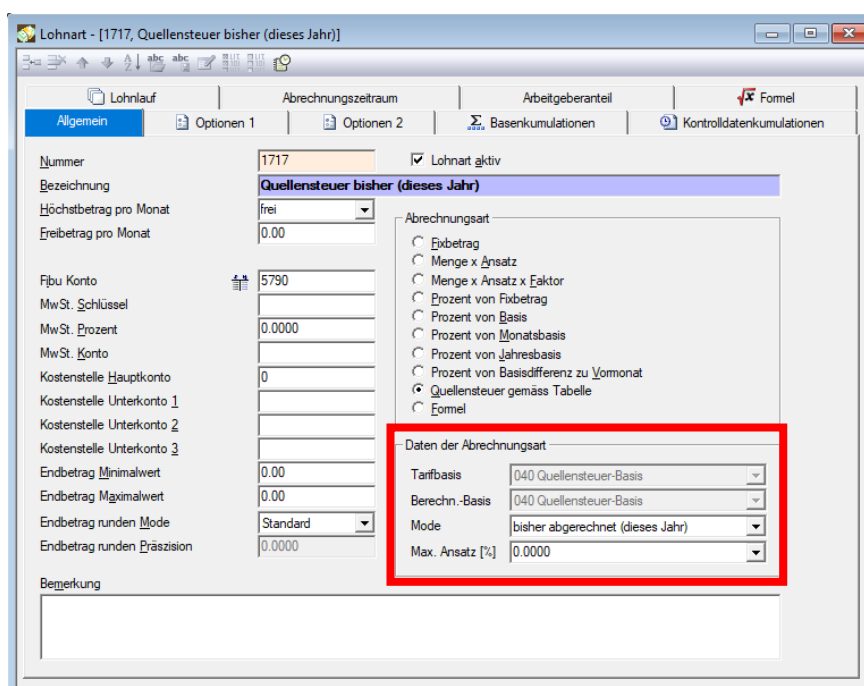 Lohnart - [1717, Quellensteuer bisher (dieses Jahr)]
Lohnlauf Abrechnungszeitraum Arbeitgeberanteil Formel
Allgemein Optionen 1 Optionen 2 Basenkumulationen Kontrolldatenkumulationen
Nummer 1717 Lohnart aktiv
Bezeichnung Quellensteuer bisher (dieses Jahr)
Höchstbetrag pro Monat frei
Freibetrag pro Monat 0.00
Fibu Konto 5790
MwSt. Schlüssel
MwSt. Prozent 0.0000
MwSt. Konto
Kostenstelle Hauptkonto 0
Kostenstelle Unterkonto 1
Kostenstelle Unterkonto 2
Kostenstelle Unterkonto 3
Endbetrag Minimalwert 0.00
Endbetrag Maximalwert 0.00
Endbetrag runden Mode Standard
Endbetrag runden Präszision 0.0000
Abrechnungsart
Fixbetrag
Menge x Ansatz
Menge x Ansatz x Faktor
Prozent von Fixbetrag
Prozent von Basis
Prozent von Monatsbasis
Prozent von Jahresbasis
Prozent von Basisdifferenz zu Vormonat
Quellensteuer gemäss Tabelle
Formel
Daten der Abrechnungsart
Tarifbasis 040 Quellensteuer-Basis
Berechn.-Basis 040 Quellensteuer-Basis
Mode bisher abgerechnet (dieses Jahr)
Max. Ansatz [%] 0.0000
Bemerkung